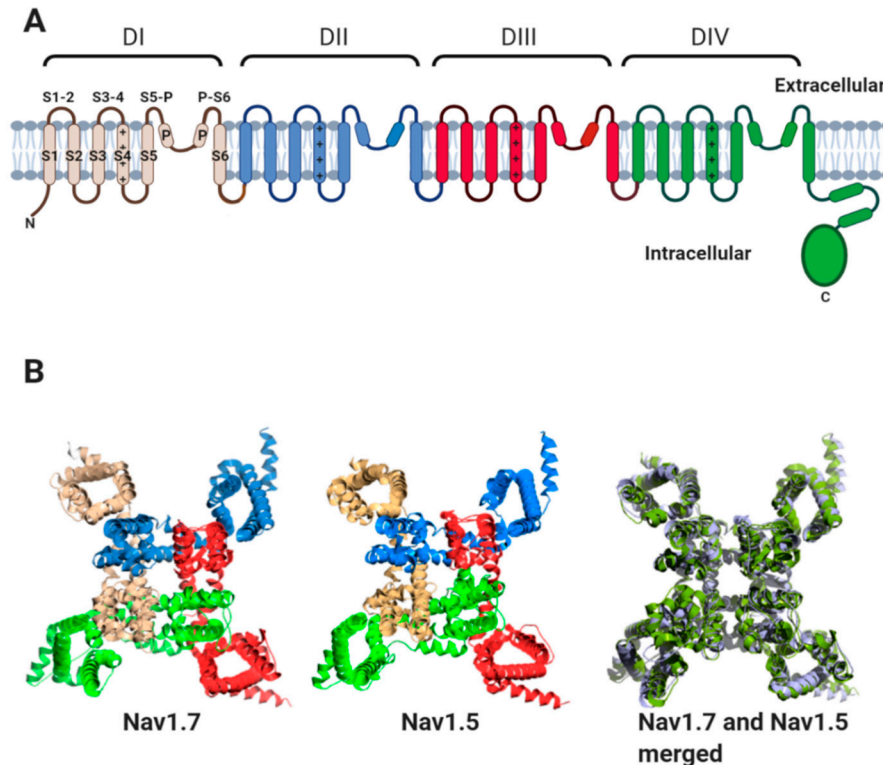 A
DI DII DIII DIV
S1-2 S3-4 S5-P P-S6 Extracellular
P P
S1 S2 S3 S4 S5 S6
+ + + +
+ + + +
+ + + +
+ + + +
N
Intracellular
C
B
Nav1.7 Nav1.5 Nav1.7 and Nav1.5
merged